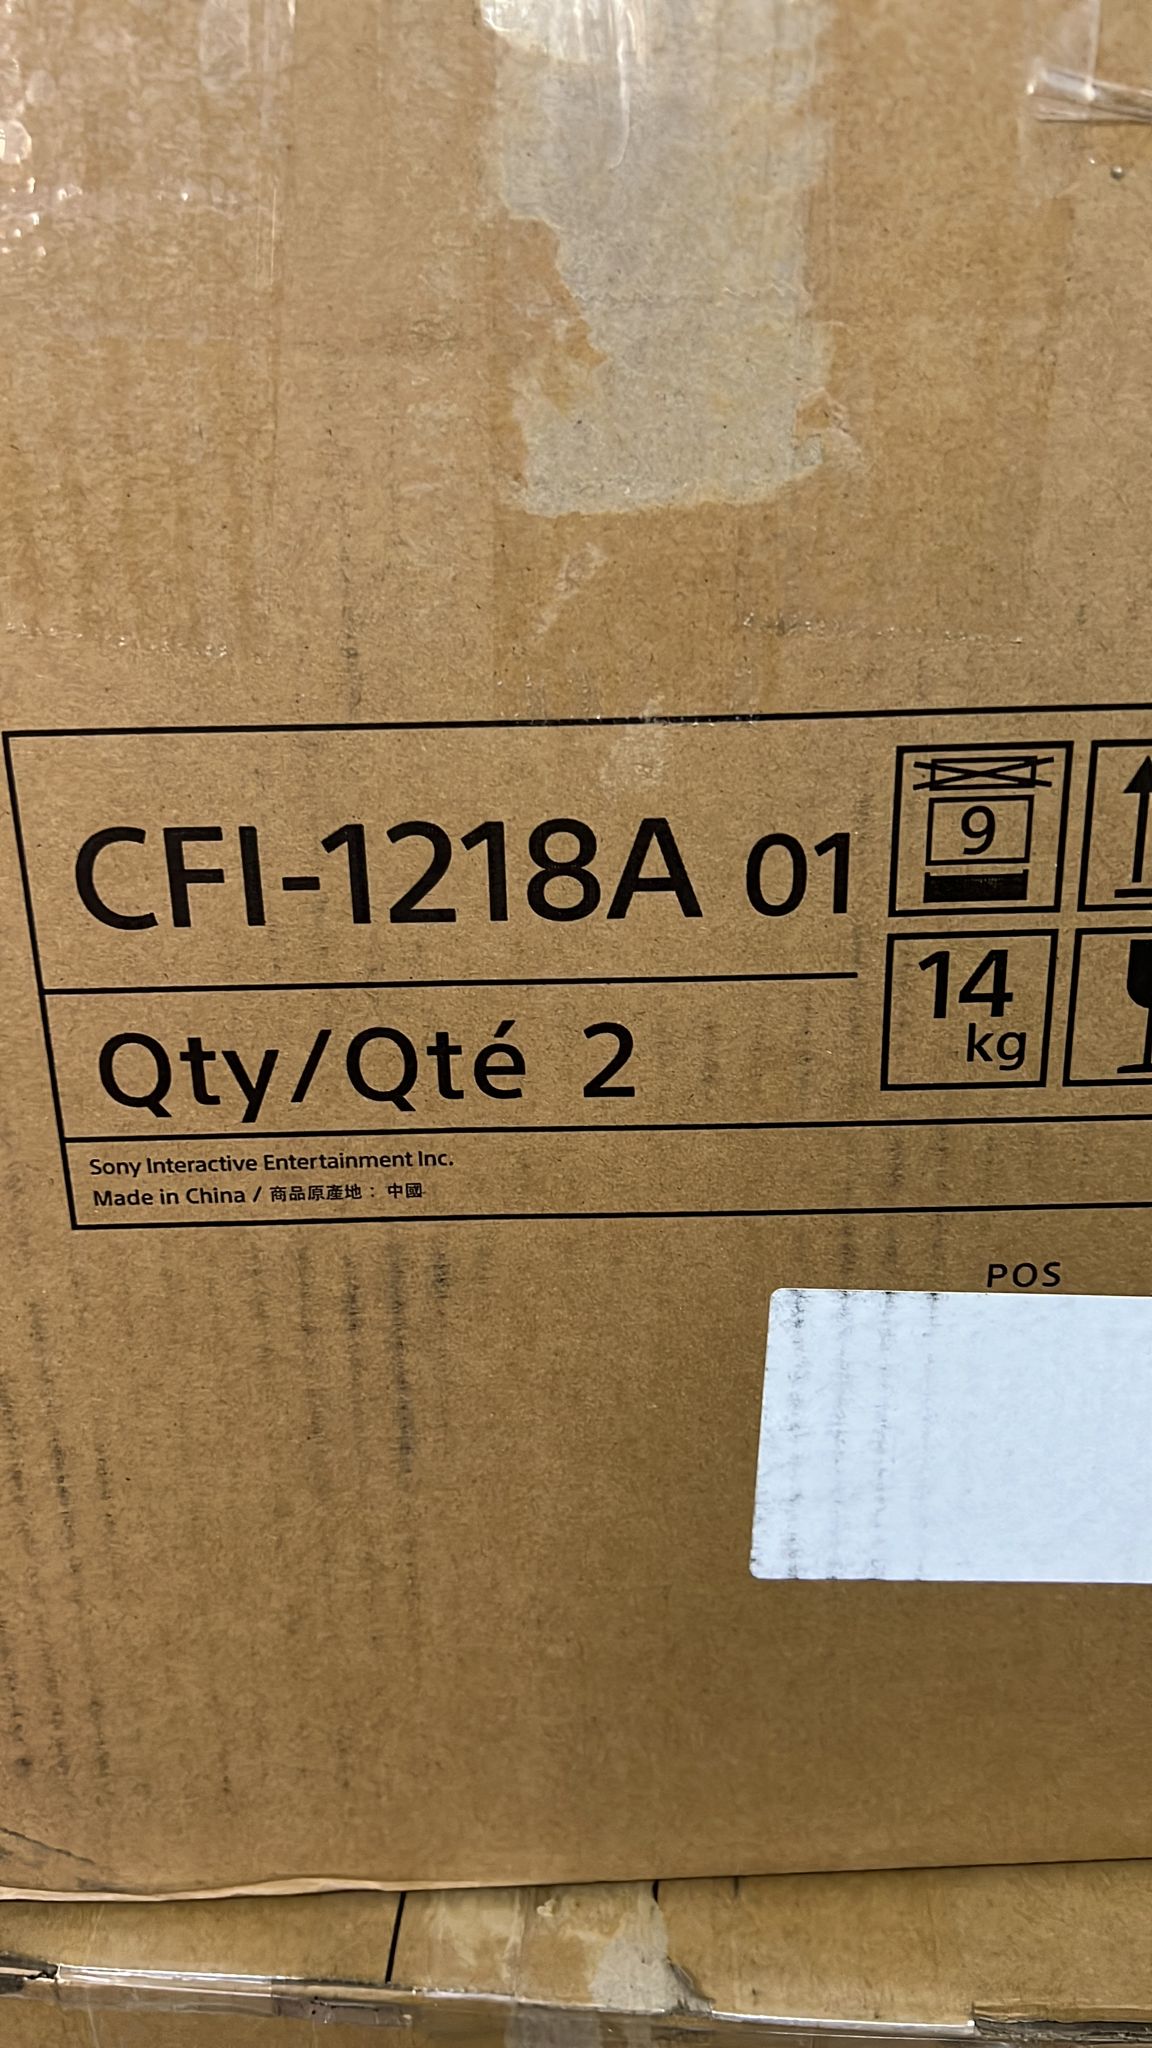 CFI-1218A 01
9
14
kg
Qty/Qté 2
Sony Interactive Entertainment Inc.
Made in China / 商品原產地： 中國
POS